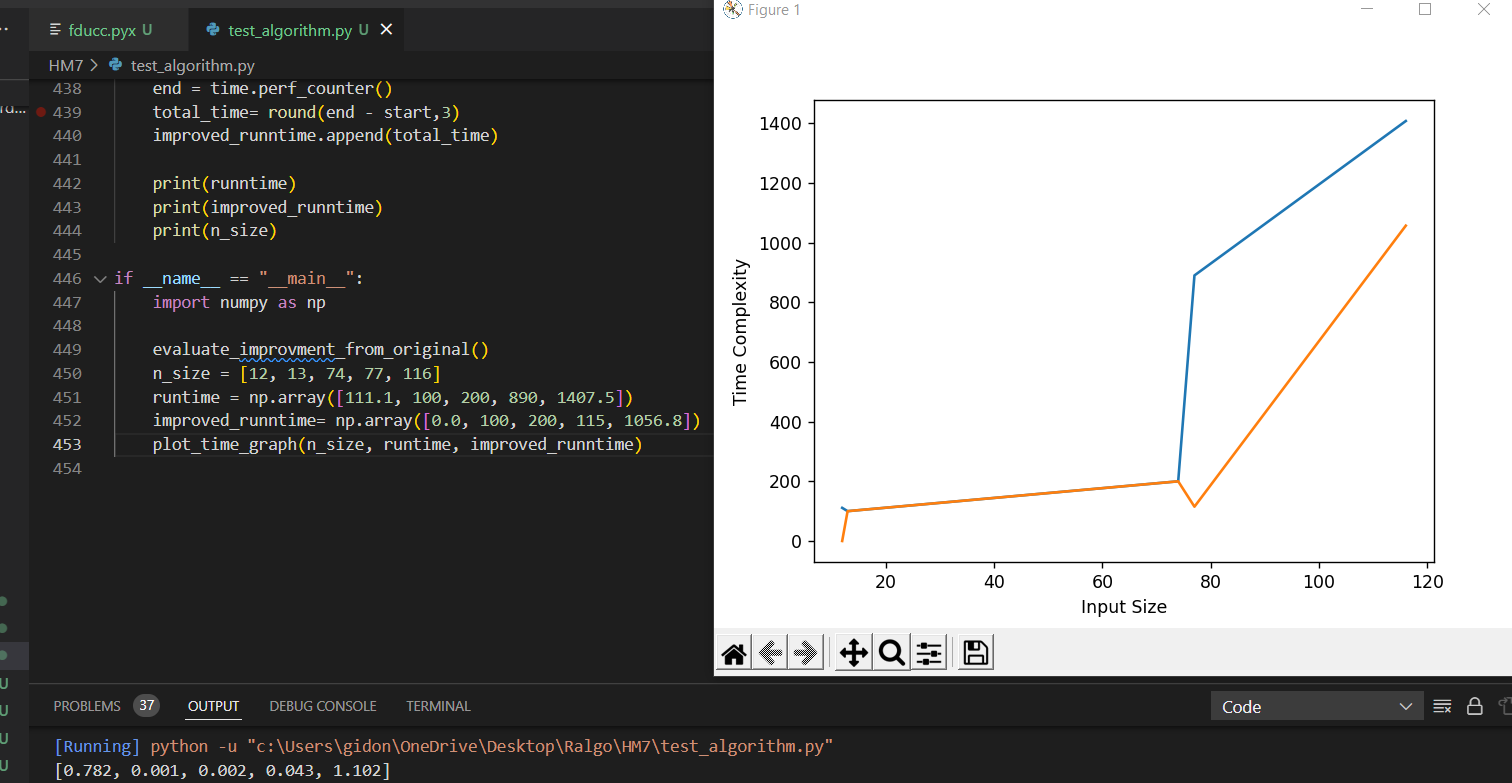 fducc.pyx U
test_algorithm.py U
HM7 > test_algorithm.py
438 end = time.perf_counter()
439 total_time= round(end - start,3)
440 improved_runntime.append(total_time)
441
442 print(runntime)
443 print(improved_runntime)
444 print(n_size)
445
446 if __name__ == "__main__":
447 import numpy as np
448
449 evaluate_improvment_from_original()
450 n_size = [12, 13, 74, 77, 116]
451 runtime = np.array([111.1, 100, 200, 890, 1407.5])
452 improved_runntime= np.array([0.0, 100, 200, 115, 1056.8])
453 plot_time_graph(n_size, runtime, improved_runntime)
454
Figure 1
1400
1200
1000
800
600
400
200
0
Time Complexity
20 40 60 80 100 120
Input Size
U
U
U
U
PROBLEMS 37 OUTPUT DEBUG CONSOLE TERMINAL
Code
[Running] python -u "c:\Users\gidon\OneDrive\Desktop\Ralgo\HM7\test_algorithm.py"
[0.782, 0.001, 0.002, 0.043, 1.102]